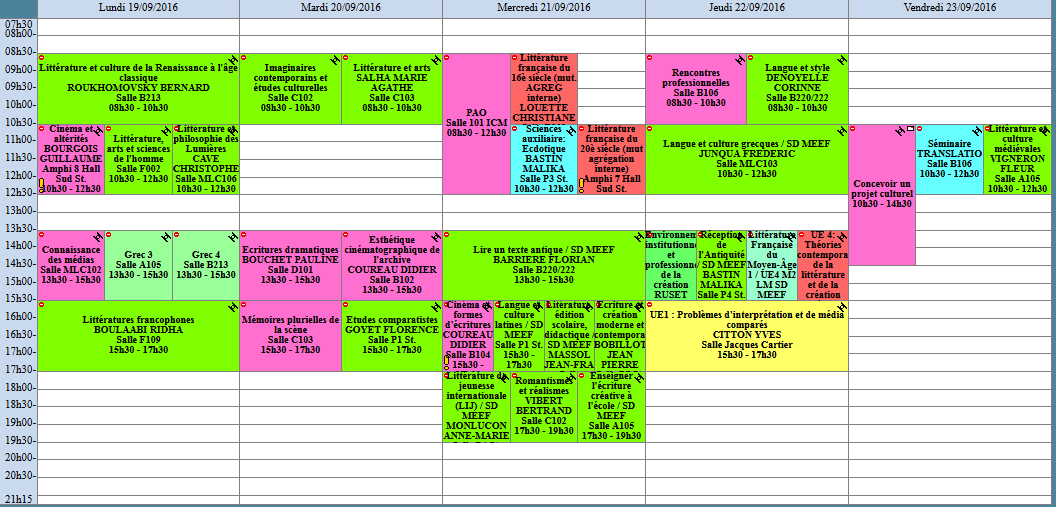 Lundi 19/09/2016
Mardi 20/09/2016
Mercredi 21/09/2016
Jeudi 22/09/2016
Vendredi 23/09/2016
07h30
08h00-
08h30-
09h00-
09h30-
10h00-
10h30-
11h00-
11h30-
12h00-
12h30-
13h00-
13h30-
14h00-
14h30-
15h00-
15h30-
16h00-
16h30-
17h00-
17h30-
18h00-
18h30-
19h00-
19h30-
20h00-
20h30-
21h15
Littérature et culture de la Renaissance à l'âge
classique
ROUKHOMOVSKY BERNARD
Salle B213
08h30 - 10h30
Cinéma et
altérités
BOURGOIS
GUILLAUME
Amphi 8 Hall
Sud St.
10h30 - 12h30
Littérature,
arts et sciences
de l'homme
Salle F002
10h30 - 12h30
Littérature et
philosophie des
Lumières
CAVE
CHRISTOPHE
Salle MLC106
10h30 - 12h30
Connaissance
des médias
Salle MLC102
13h30 - 15h30
Grec 3
Salle A105
13h30 - 15h30
Grec 4
Salle B213
13h30 - 15h30
Littératures francophones
BOULAABI RIDHA
Salle F109
15h30 - 17h30
Imaginaires
contemporains et
études culturelles
Salle C102
08h30 - 10h30
Littérature et arts
SALHA MARIE
AGATHE
Salle C103
08h30 - 10h30
Ecritures dramatiques
BOUCHET PAULINE
Salle D101
13h30 - 15h30
Esthétique
cinématographique de
l'archive
COUREAU DIDIER
Salle B102
13h30 - 15h30
Mémoires plurielles de
la scène
Salle C103
15h30 - 17h30
Etudes comparatistes
GOYET FLORENCE
Salle P1 St.
15h30 - 17h30
PAO
Salle 101 ICM
08h30 - 12h30
Littérature
française du
16è siècle (mut.
AGREG
interne)
LOUETTE
CHRISTIANE
Sciences
auxiliaire:
Ecdotique
BASTIN
MALIKA
Salle P3 St.
10h30 - 12h30
Littérature
française du
20è siècle (mut
agrégation
interne)
Amphi 7 Hall
Sud St.
Lire un texte antique / SD MEEF
BARRIERE FLORIAN
Salle B220/222
13h30 - 15h30
Cinéma et
formes
d'écritures
COUREAU
DIDIER
Salle B104
15h30 -
Langue et
culture
latines / SD
MEEF
Salle P1 St.
15h30 -
17h30
Littérature,
édition
scolaire,
didactique /
SD MEEF
MASSOL
JEAN-FRA
Ecriture et
création
moderne et
contempora
BOBILLOT
JEAN
PIERRE
Littérature de
jeunesse
internationale
(LIJ) / SD
MEEF
MONLUCON
ANNE-MARIE
Romantismes
et réalismes
VIBERT
BERTRAND
Salle C102
17h30 - 19h30
Enseigner
l'écriture
créative à
l'école / SD
MEEF
Salle A105
17h30 - 19h30
Rencontres
professionnelles
Salle B106
08h30 - 10h30
Langue et style
DENOYELLE
CORINNE
Salle B220/222
08h30 - 10h30
Langue et culture grecques / SD MEEF
JUNQUA FREDERIC
Salle MLC103
10h30 - 12h30
Environnem
institutionne
et
professionn
de la
création
RUSET
Réception
de
l'Antiquité
/ SD MEEF
BASTIN
MALIKA
Salle P4 St.
Littérature
Française
du
Moyen-Age
1 / UE4 M2
LM SD
MEEF
UE 4:
Théories
contempora
de la
littérature
et de la
création
UE1 : Problèmes d'interprétation et de média
comparés
CITTON YVES
Salle Jacques Cartier
15h30 - 17h30
Concevoir un
projet culturel
10h30 - 14h30
Séminaire
TRANSLATIO
Salle B106
10h30 - 12h30
Littérature et
culture
médiévales
VIGNERON
FLEUR
Salle A105
10h30 - 12h30